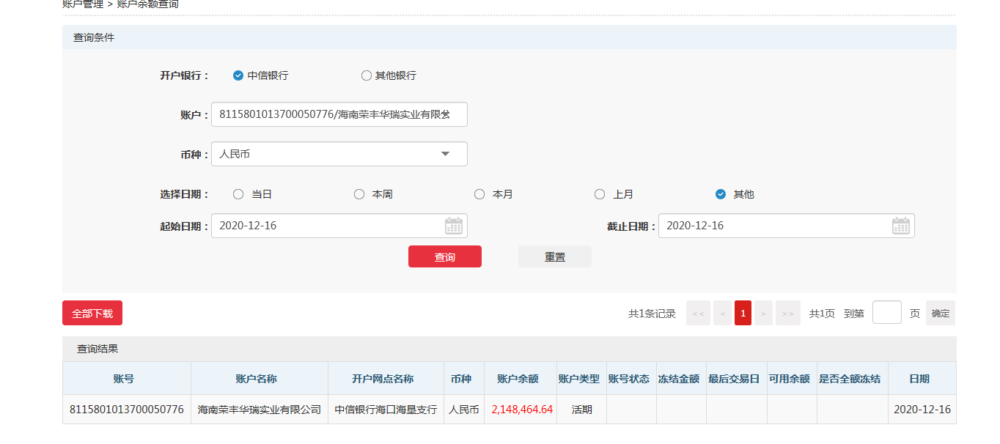 账户管理 > 账户余额查询
查询条件
开户银行： 中信银行 其他银行
账户： 8115801013700050776/海南荣丰华瑞实业有限公
币种： 人民币
选择日期： 当日 本周 本月 上月 其他
起始日期： 2020-12-16 截止日期： 2020-12-16
查询 重置
全部下载 共1条记录 << < 1 > >> 共1页 到第 页 确定
查询结果
账号 账户名称 开户网点名称 币种 账户余额 账户类型 账号状态 冻结金额 最后交易日 可用余额 是否全额冻结 日期
8115801013700050776 海南荣丰华瑞实业有限公司 中信银行海口海垦支行 人民币 2,148,464.64 活期 2020-12-16